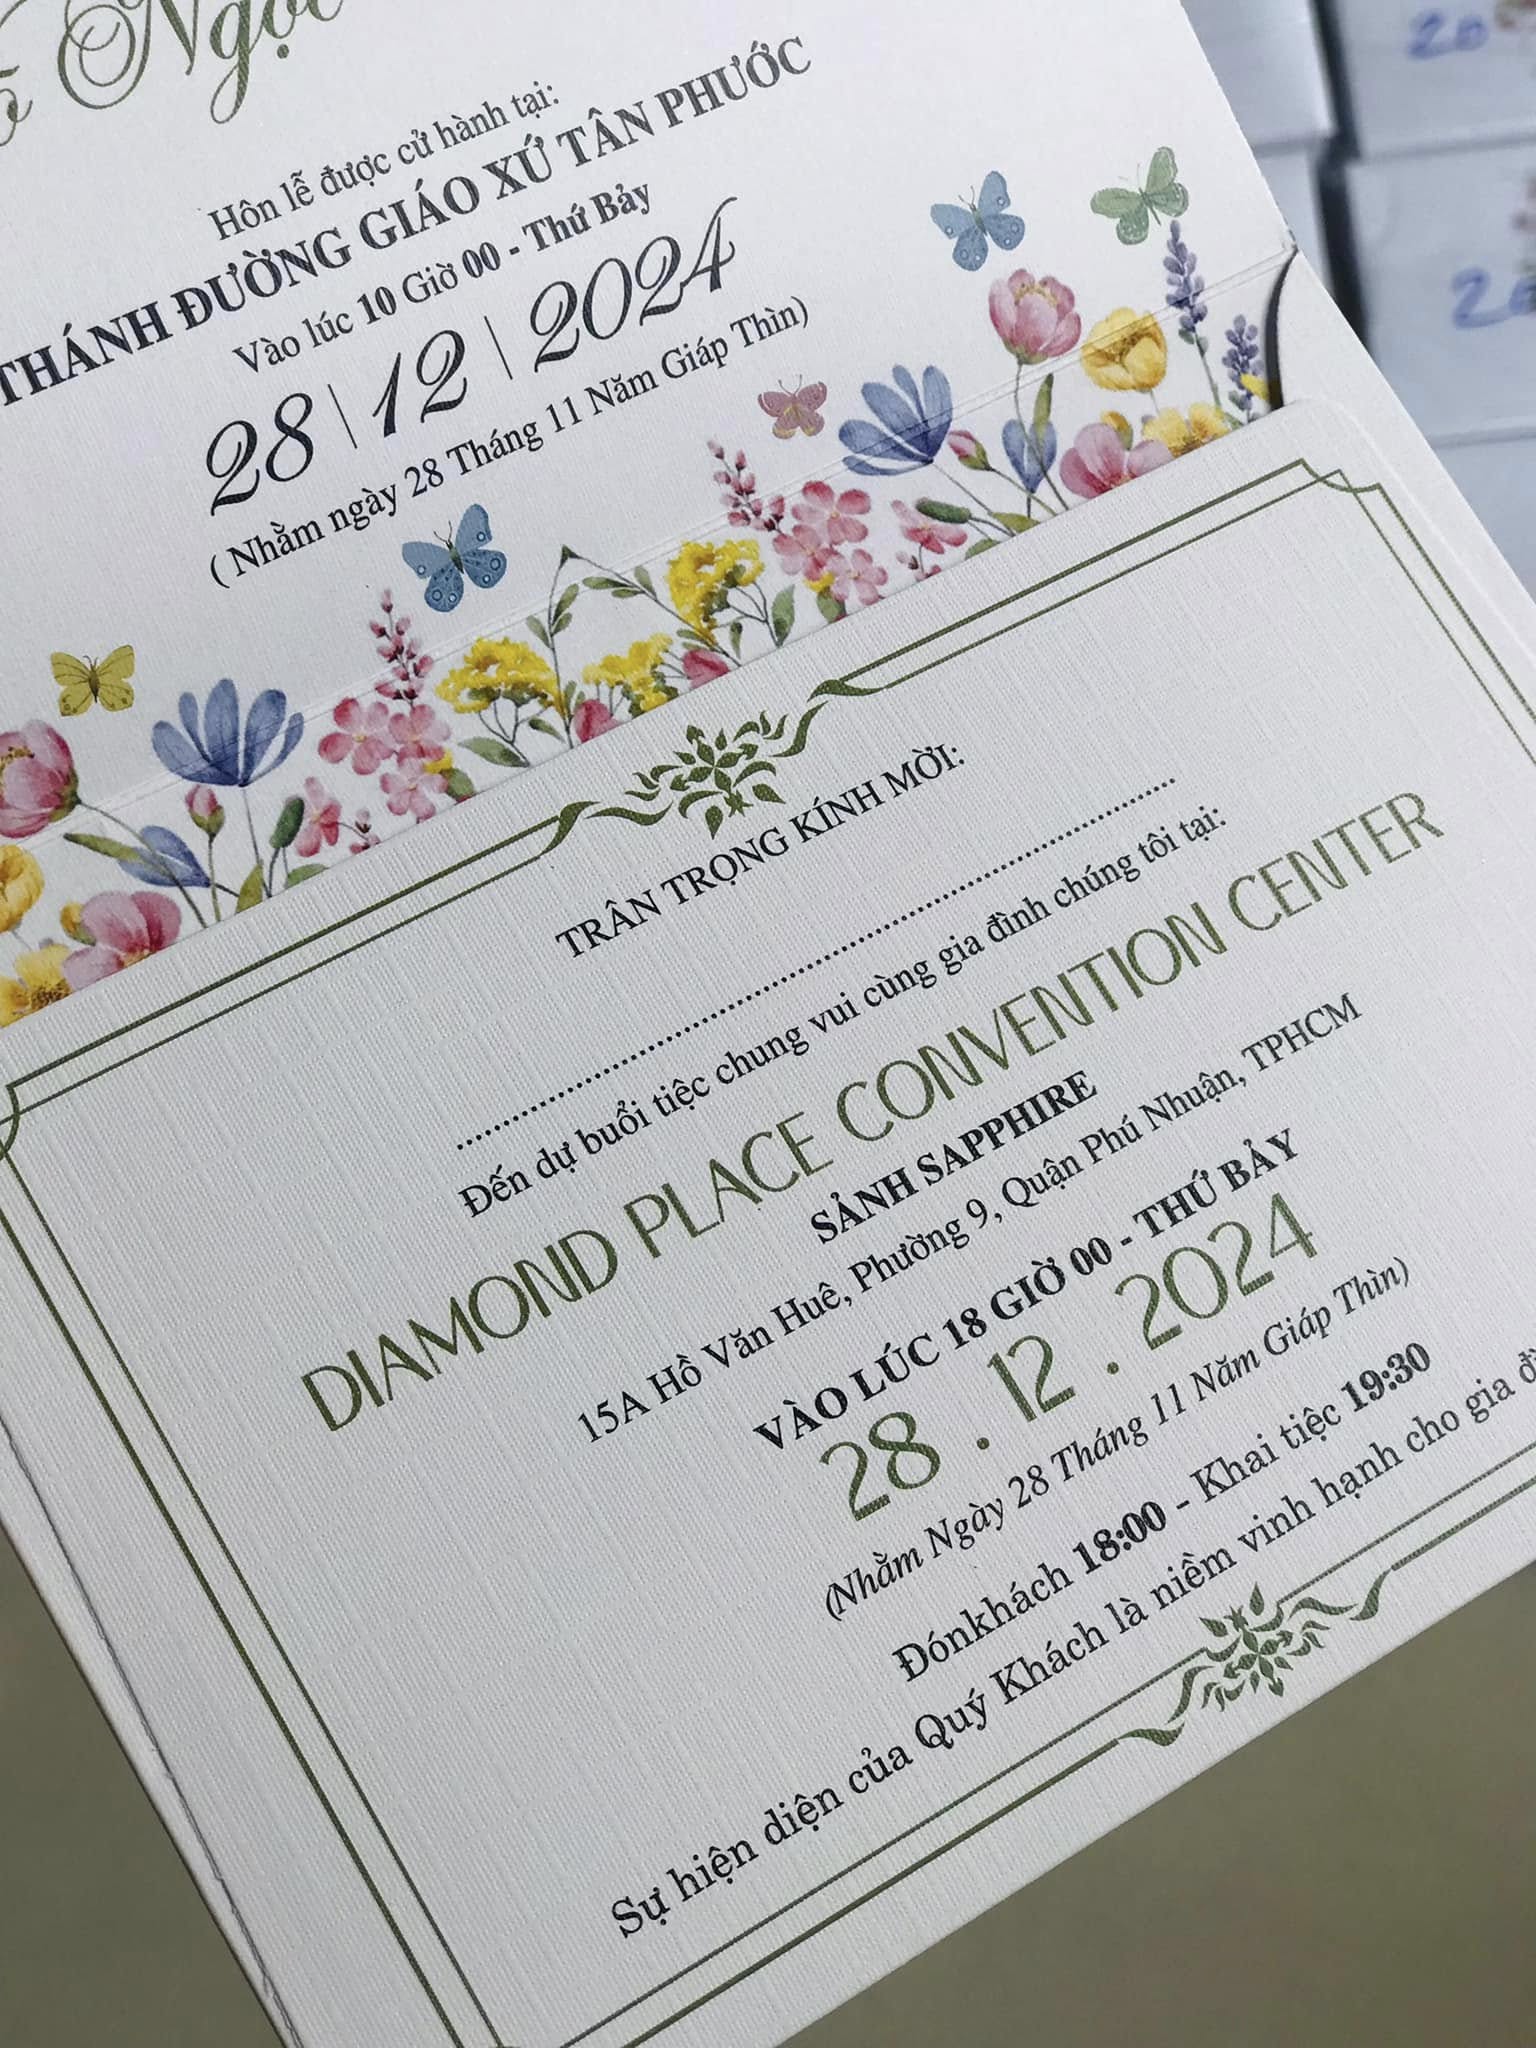 Ngọc
Hôn lễ được cử hành tại:
THÁNH ĐƯỜNG GIÁO XỨ TÂN PHƯỚC
Vào lúc 10 Giờ 00 - Thứ Bảy
28 | 12 | 2024
( Nhằm ngày 28 Tháng 11 Năm Giáp Thìn)
TRÂN TRỌNG KÍNH MỜI:
Đến dự buổi tiệc chung vui cùng gia đình chúng tôi tại:
DIAMOND PLACE CONVENTION CENTER
SẢNH SAPPHIRE
15A Hồ Văn Huê, Phường 9, Quận Phú Nhuận, TPHCM
VÀO LÚC 18 GIỜ 00 - THỨ BẢY
28 . 12 . 2024
(Nhằm Ngày 28 Tháng 11 Năm Giáp Thìn)
Đónkhách 18:00 - Khai tiệc 19:30
Sự hiện diện của Quý Khách là niềm vinh hạnh cho gia
20